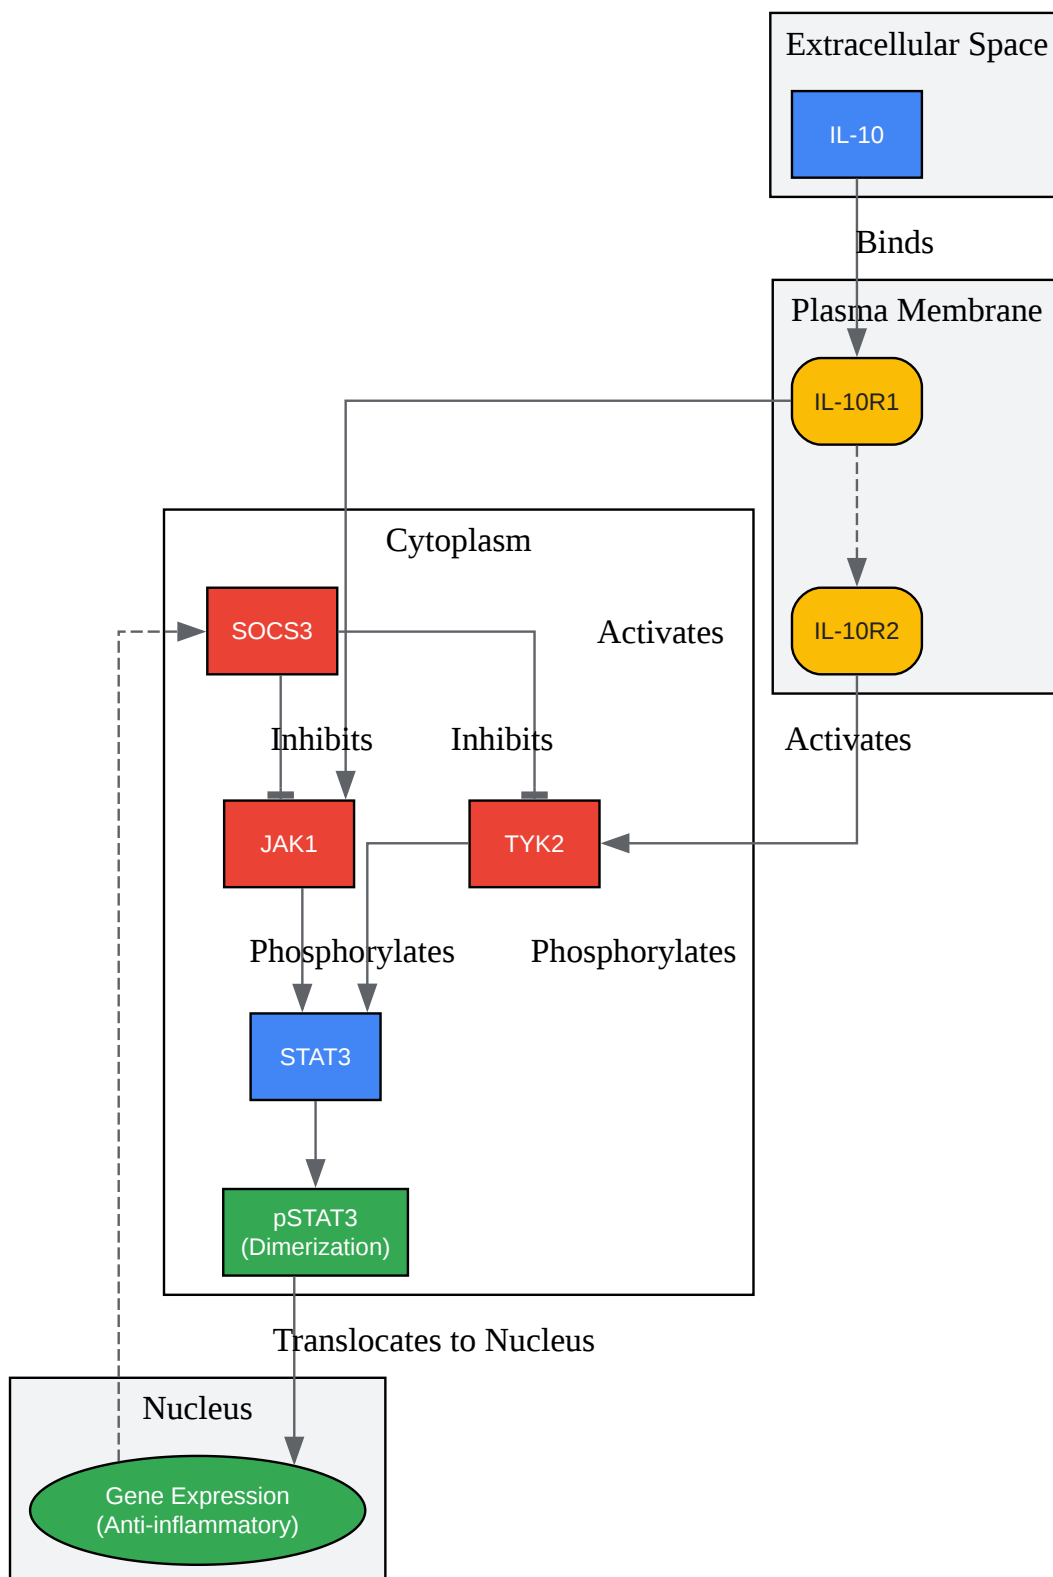 Extracellular Space
IL-10
Binds
Plasma Membrane
IL-10R1
Cytoplasm
SOCS3
Activates
IL-10R2
Inhibits
Inhibits
Activates
JAK1
TYK2
Phosphorylates
Phosphorylates
STAT3
pSTAT3
(Dimerization)
Translocates to Nucleus
Nucleus
Gene Expression
(Anti-inflammatory)